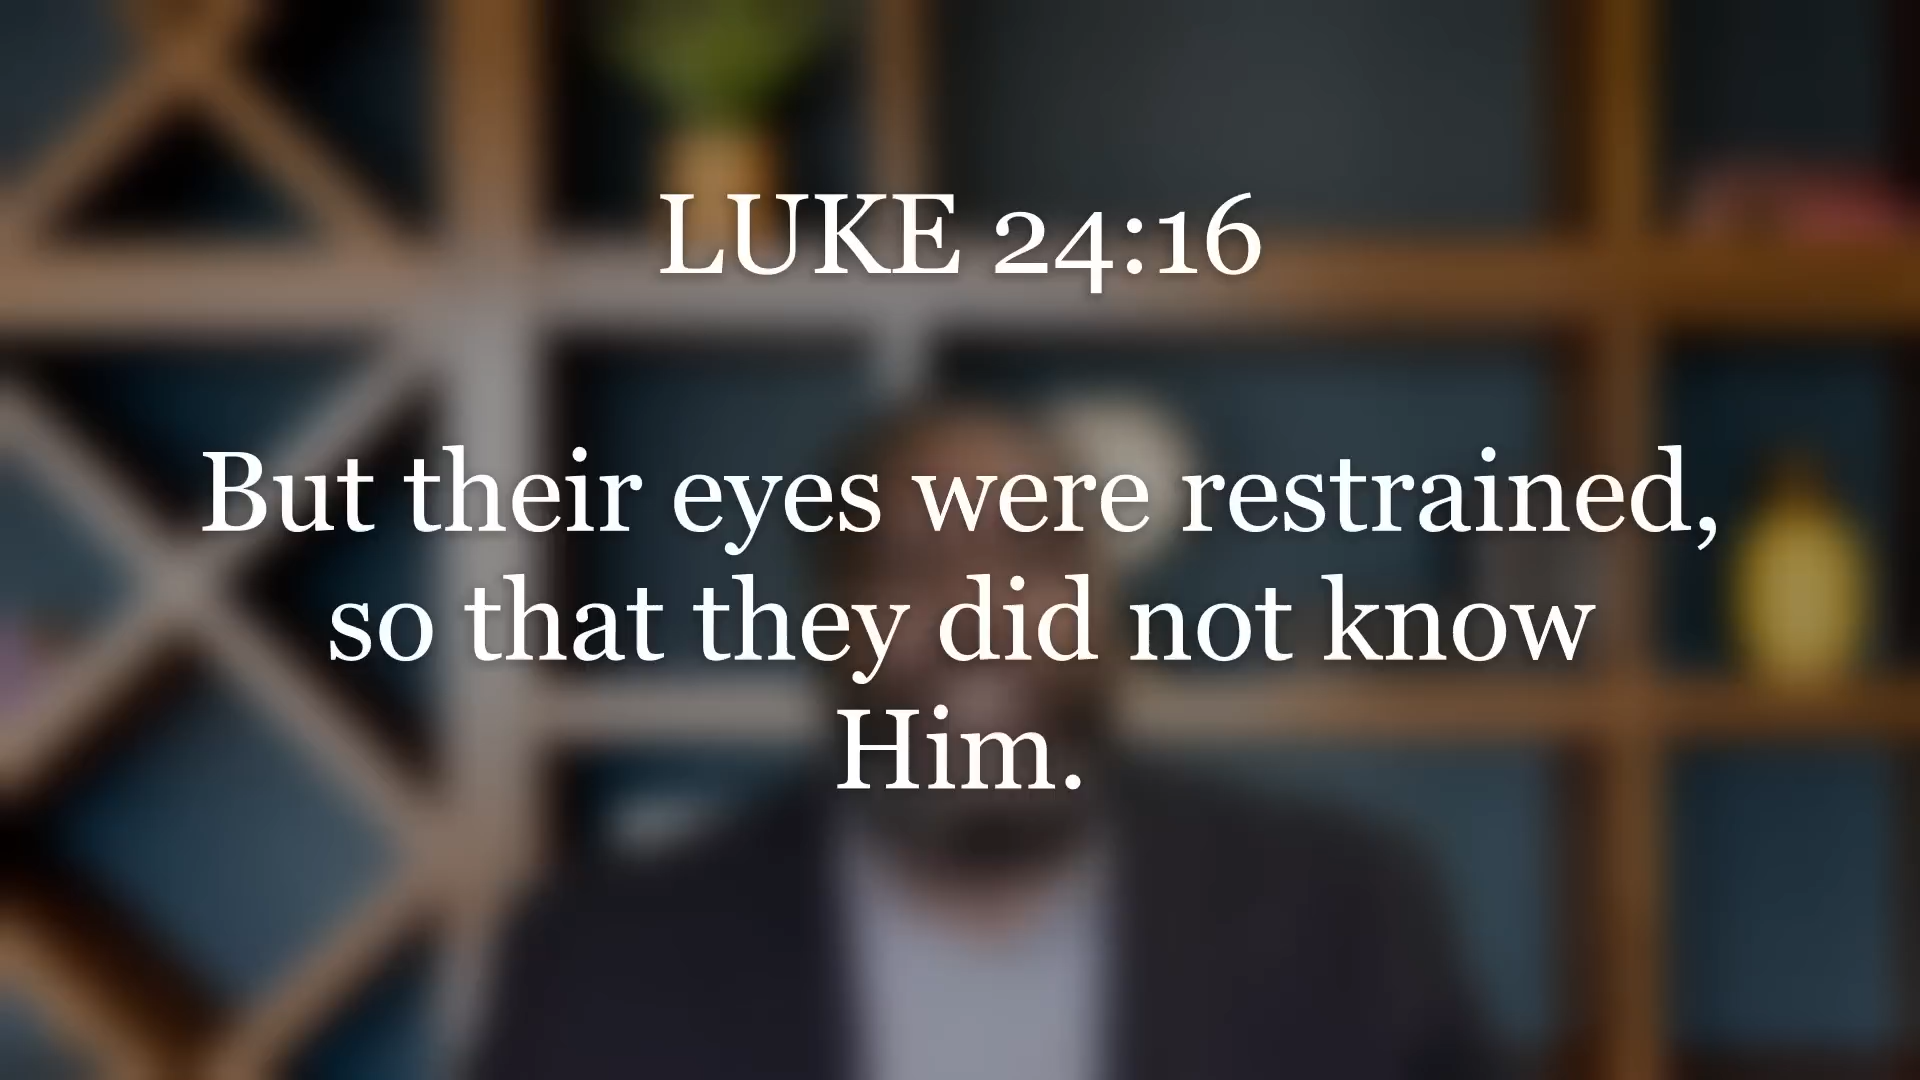 LUKE 24:16
But their eyes were restrained,
so that they did not know
Him.